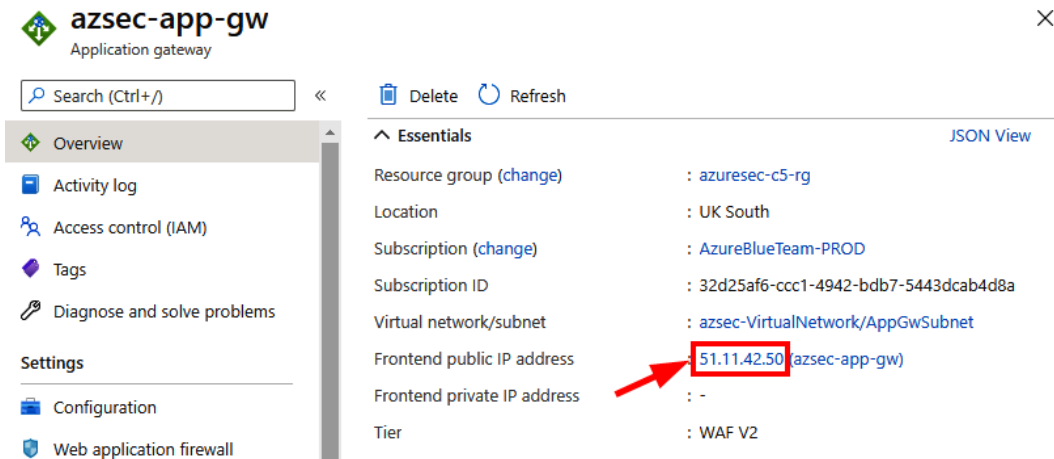 azsec-app-gw
Application gateway
Search (Ctrl+/)
«
Delete Refresh
Essentials JSON View
Overview
Activity log
Access control (IAM)
Tags
Diagnose and solve problems
Settings
Configuration
Web application firewall
Resource group (change) : azuresec-c5-rg
Location : UK South
Subscription (change) : AzureBlueTeam-PROD
Subscription ID : 32d25af6-ccc1-4942-bdb7-5443dcab4d8a
Virtual network/subnet : azsec-VirtualNetwork/AppGwSubnet
Frontend public IP address : 51.11.42.50 (azsec-app-gw)
Frontend private IP address : -
Tier : WAF V2